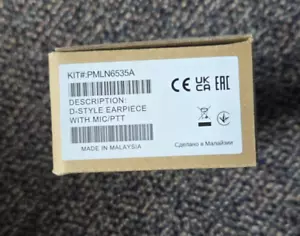 KIT#:PMLN6535A
DESCRIPTION:
D-STYLE EARPIECE
WITH MIC/PTT
MADE IN MALAYSIA
CE UK CA EAC
Сделано в Малайзии